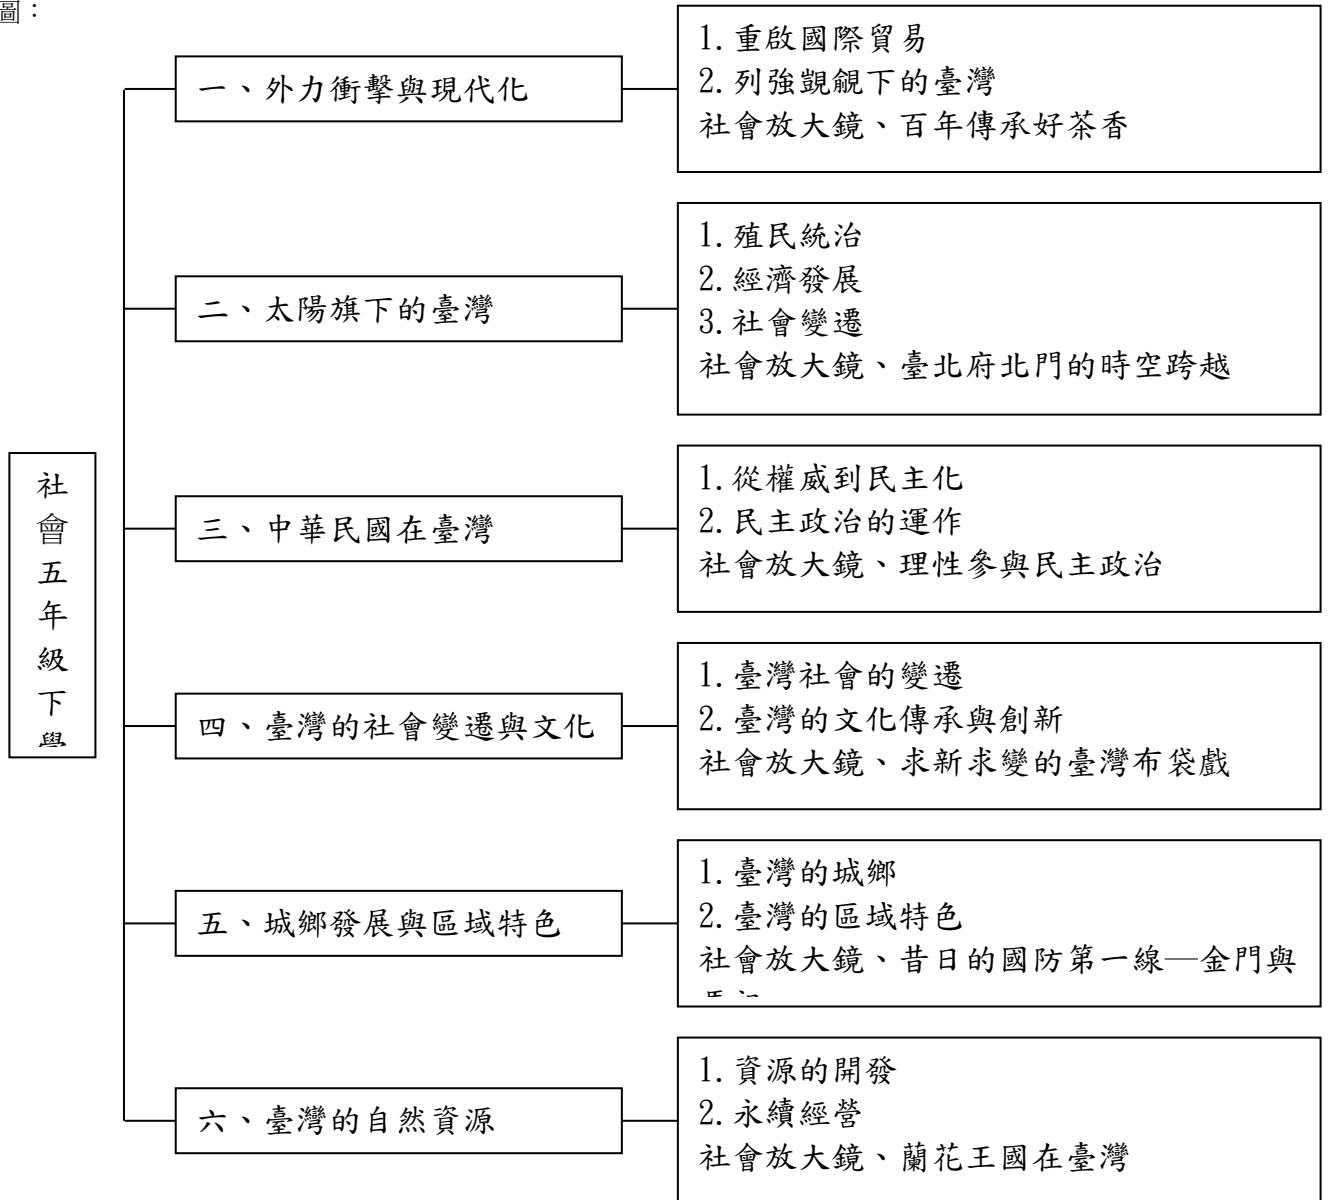 圖：
社會五年級下
一、外力衝擊與現代化
1.重啟國際貿易
2.列強覬覦下的臺灣
社會放大鏡、百年傳承好茶香
二、太陽旗下的臺灣
1.殖民統治
2.經濟發展
3.社會變遷
社會放大鏡、臺北府北門的時空跨越
三、中華民國在臺灣
1.從權威到民主化
2.民主政治的運作
社會放大鏡、理性參與民主政治
四、臺灣的社會變遷與文化
1.臺灣社會的變遷
2.臺灣的文化傳承與創新
社會放大鏡、求新求變的臺灣布袋戲
五、城鄉發展與區域特色
1.臺灣的城鄉
2.臺灣的區域特色
社會放大鏡、昔日的國防第一線—金門與
六、臺灣的自然資源
1.資源的開發
2.永續經營
社會放大鏡、蘭花王國在臺灣